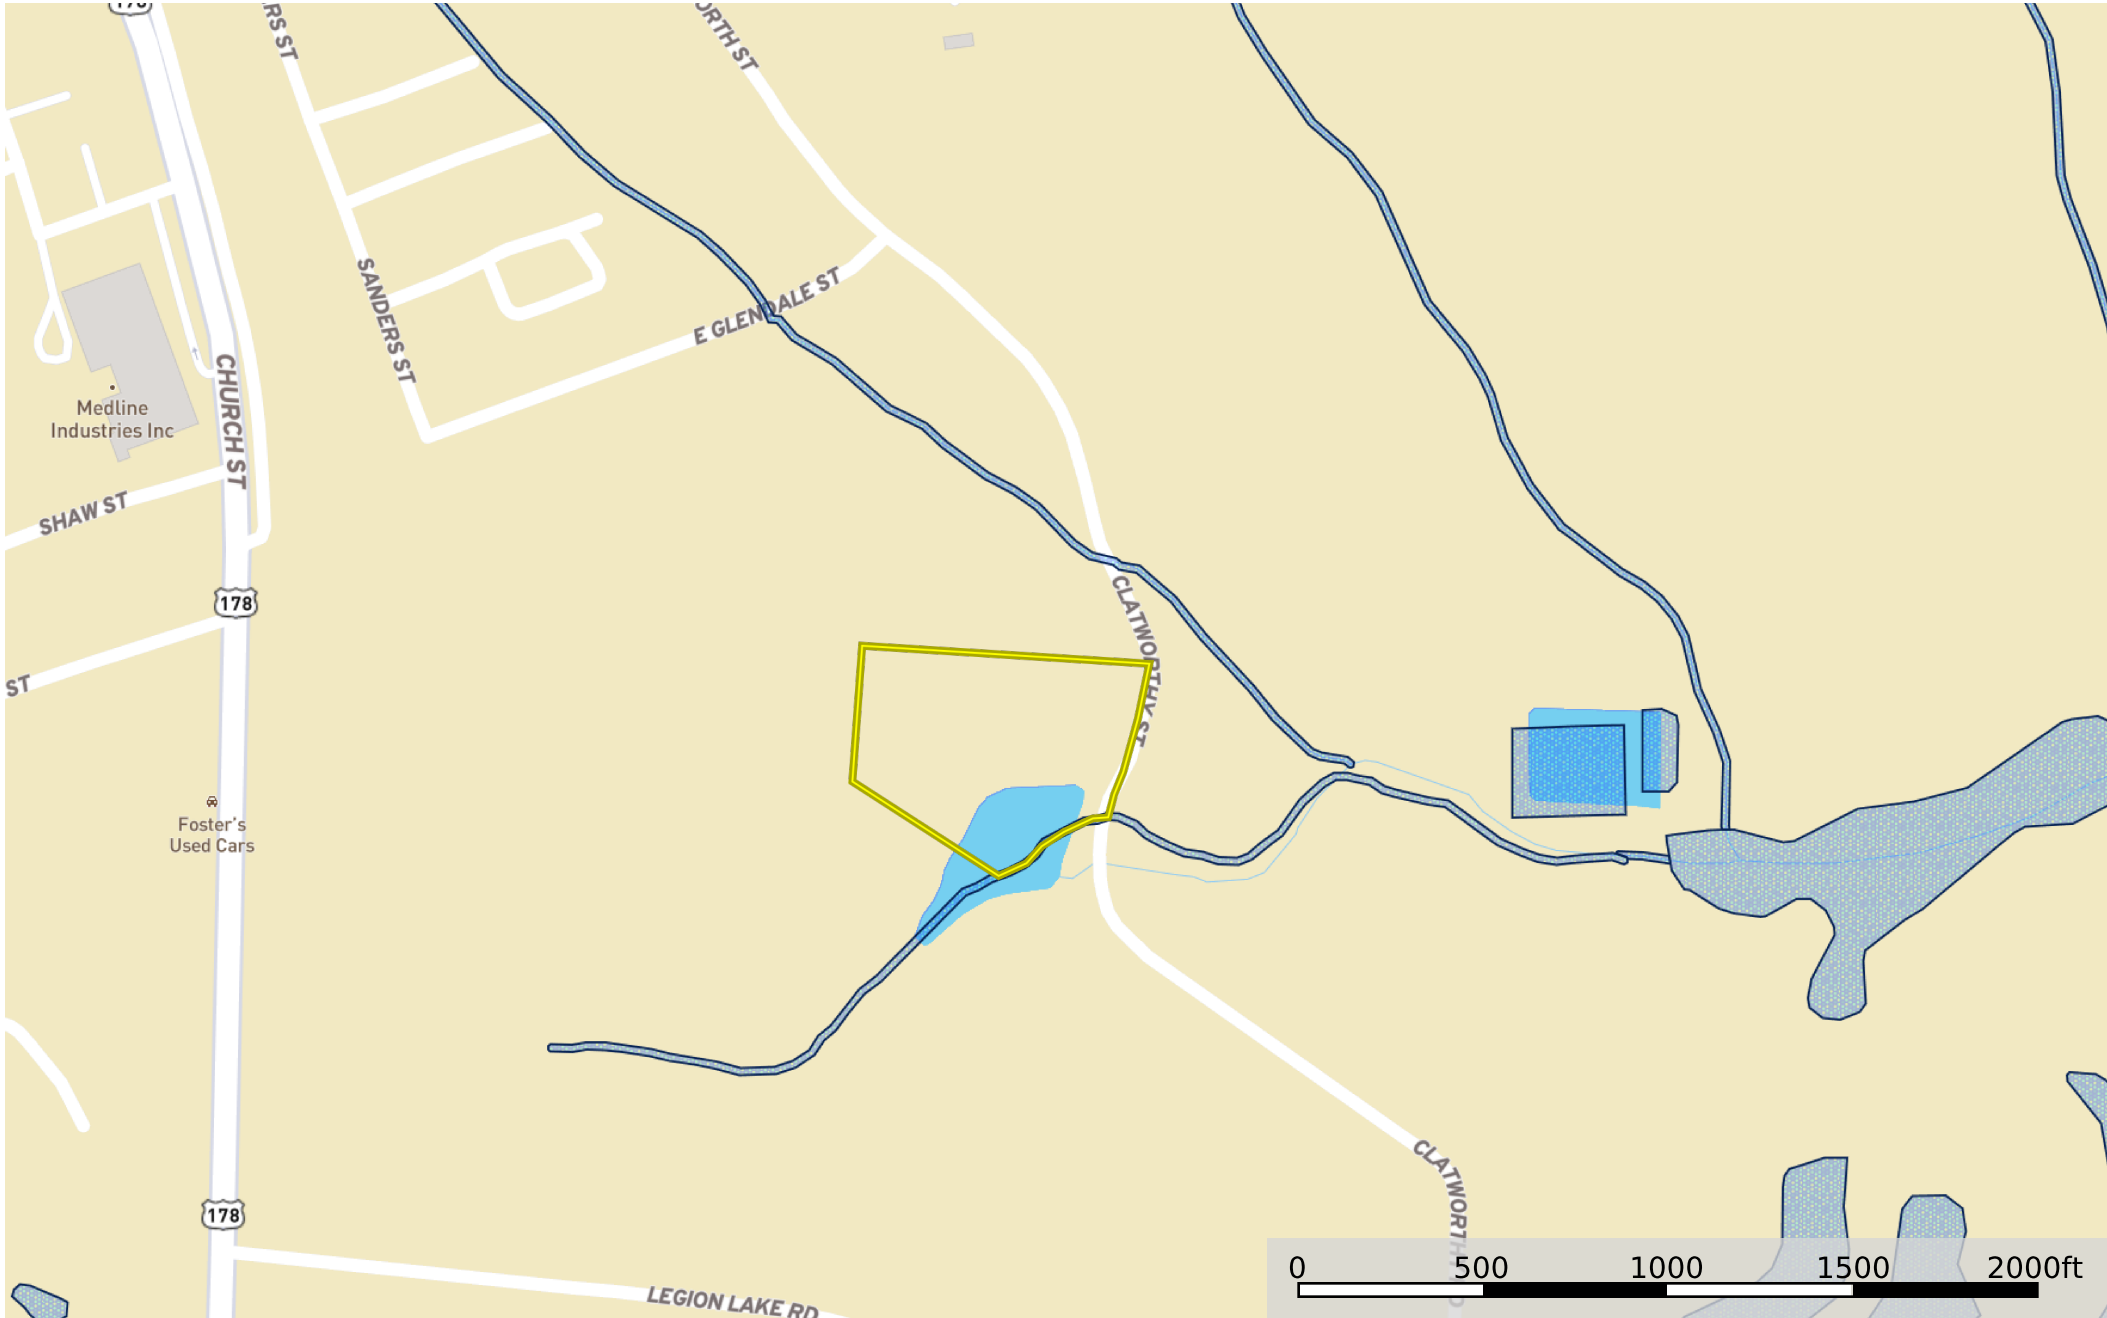 178
RS ST
ORTH ST
SANDERS ST
E GLENDALE ST
CHURCH ST
Medline
Industries Inc
SHAW ST
178
CLATWORTHY ST
ST
Foster's
Used Cars
CLATWORTH
178
0 500 1000 1500 2000ft
LEGION LAKE RD